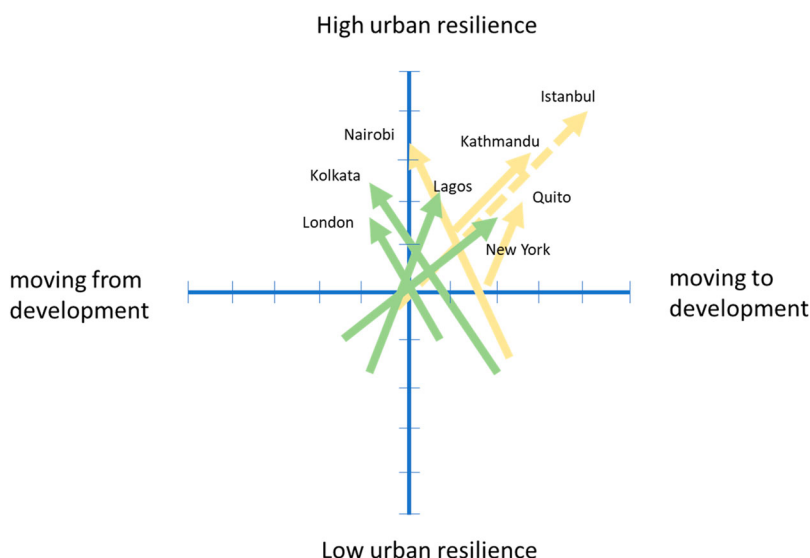 High urban resilience
Istanbul
Nairobi
Kathmandu
Kolkata
Lagos
Quito
London
New York
moving from
development
moving to
development
Low urban resilience